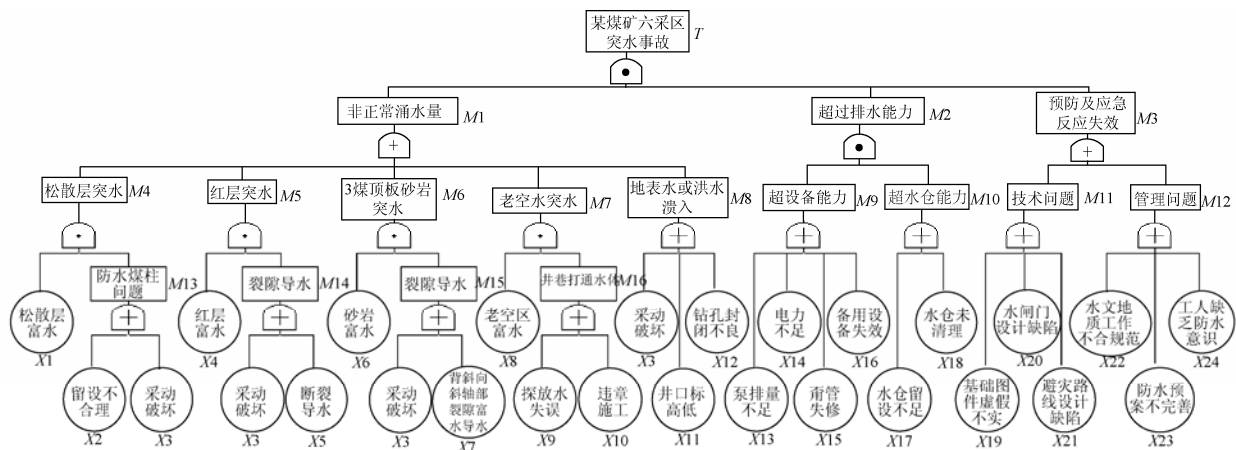 某煤矿六采区
突水事故
T
非正常涌水量
M1
超过排水能力
M2
预防及应急
反应失效
M3
松散层突水
M4
红层突水
M5
3煤顶板砂岩
突水
M6
老空水突水
M7
地表水或洪水
溃入
M8
超设备能力
M9
超水仓能力
M10
技术问题
M11
管理问题
M12
防水煤柱
问题
M13
裂隙导水
M14
裂隙导水
M15
井巷打通水体
M16
松散层
富水
X1
红层
富水
X4
砂岩
富水
X6
老空区
富水
X8
采动
破坏
X3
钻孔封
闭不良
X12
电力
不足
X14
备用设
备失效
X16
水仓未
清理
X18
水闸门
设计缺陷
X20
水文地
质工作
不合规范
X22
工人缺
乏防水
意识
X24
留设不
合理
X2
采动
破坏
X3
采动
破坏
X3
断裂
导水
X5
采动
破坏
X3
背斜向
斜轴部
裂隙富
水导水
X7
探放水
失误
X9
违章
施工
X10
井口标
高低
X11
泵排量
不足
X13
甭管
失修
X15
水仓留
设不足
X17
基础图
件虚假
不实
X19
避灾路
线设计
缺陷
X21
防水预
案不完善
X23